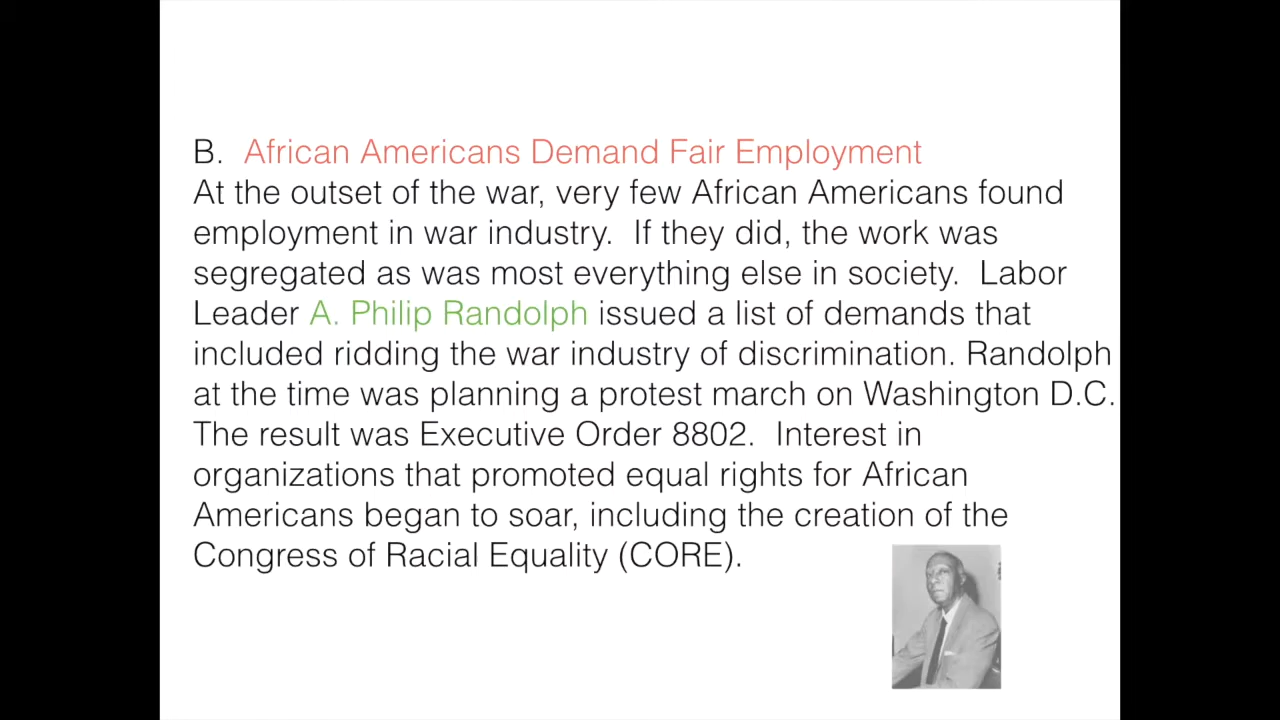 B.  African Americans Demand Fair Employment
At the outset of the war, very few African Americans found
employment in war industry.  If they did, the work was
segregated as was most everything else in society.  Labor
Leader A. Philip Randolph issued a list of demands that
included ridding the war industry of discrimination. Randolph
at the time was planning a protest march on Washington D.C.
The result was Executive Order 8802.  Interest in
organizations that promoted equal rights for African
Americans began to soar, including the creation of the
Congress of Racial Equality (CORE).